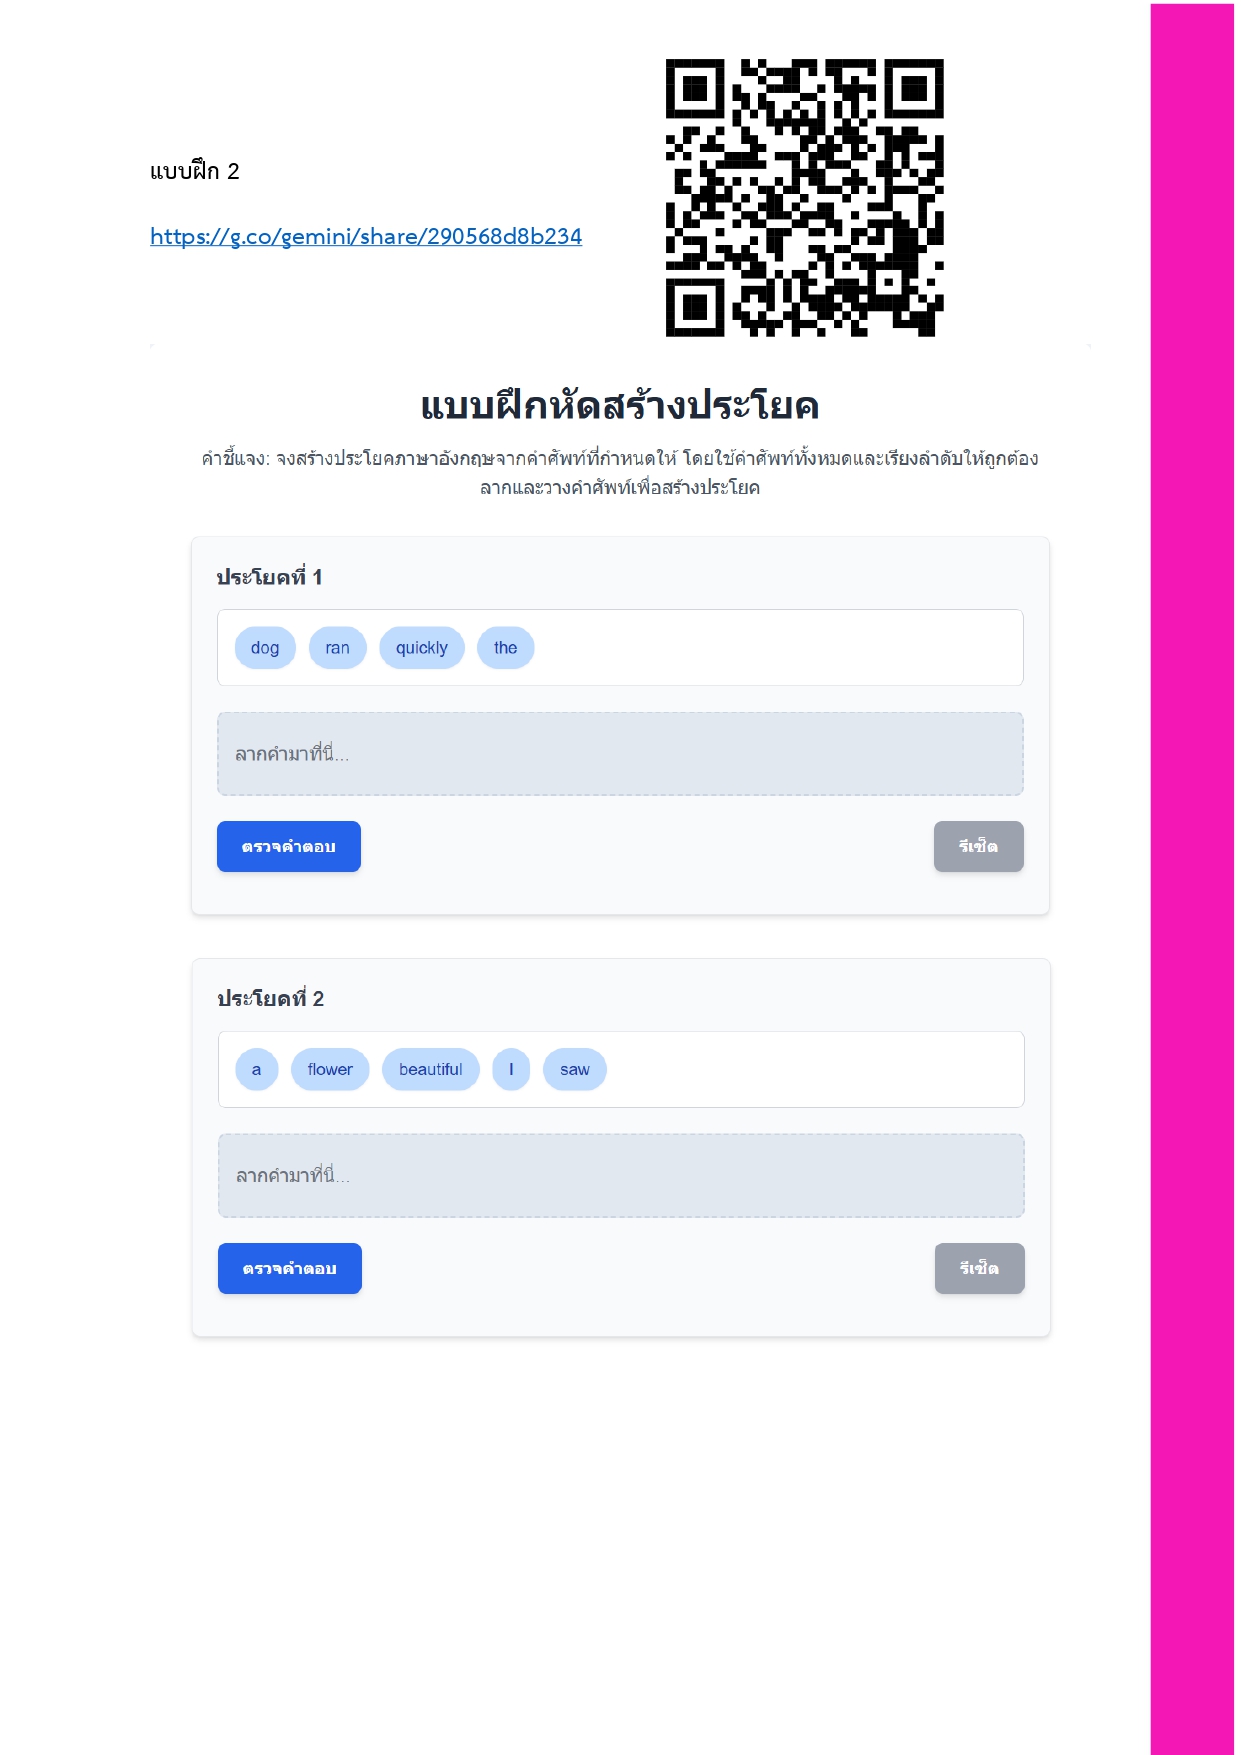 แบบฝึก 2
https://g.co/gemini/share/290568d8b234
แบบฝึกหัดสร้างประโยค
คำชี้แจง: จงสร้างประโยคภาษาอังกฤษจากคำศัพท์ที่กำหนดให้ โดยใช้คำศัพท์ทั้งหมดและเรียงลำดับให้ถูกต้อง
ลากและวางคำศัพท์เพื่อสร้างประโยค
ประโยคที่ 1
dog ran quickly the
ลากคำมาที่นี่...
ตรวจคำตอบ รีเซ็ต
ประโยคที่ 2
a flower beautiful I saw
ลากคำมาที่นี่...
ตรวจคำตอบ รีเซ็ต